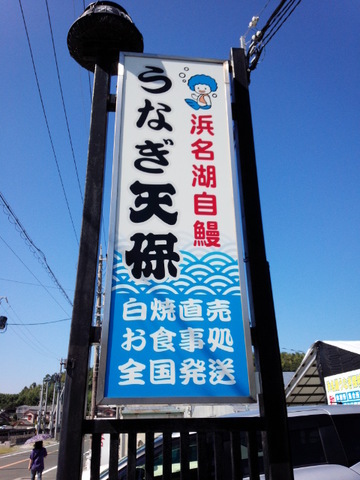 浜名湖自鰻
うなぎ天保
白焼直売
お食事処
全国発送